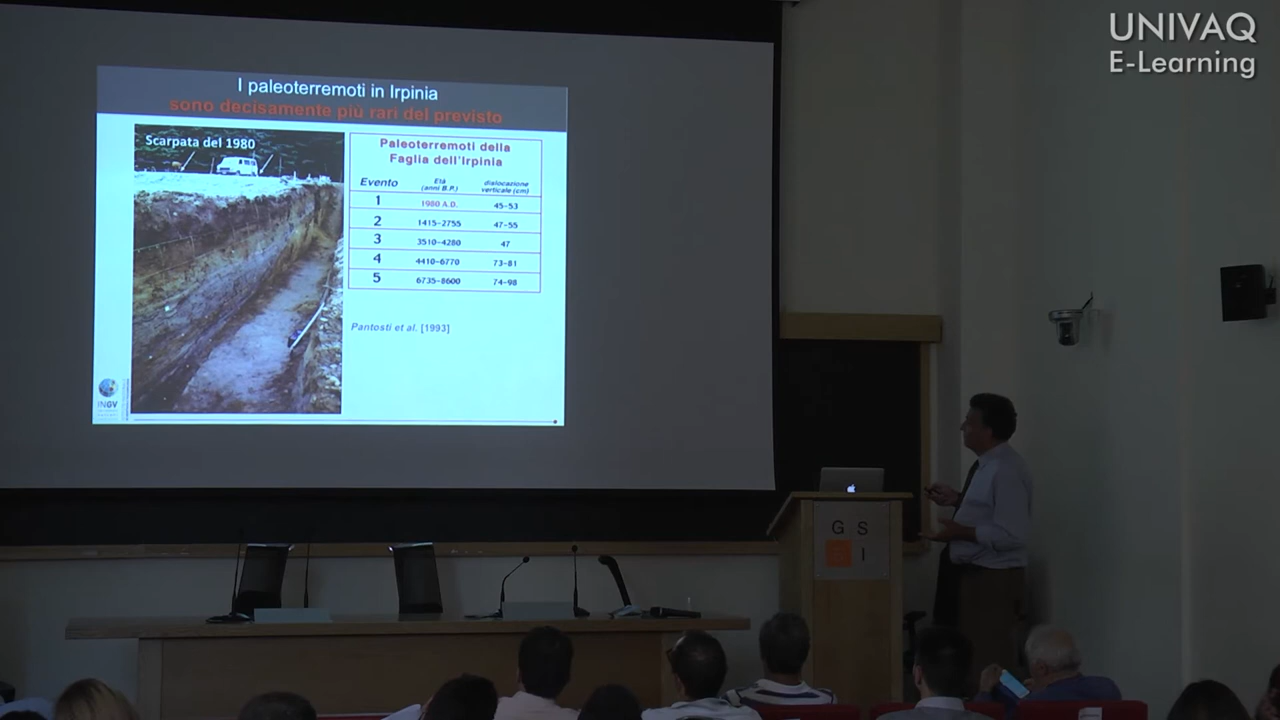 UNIVAQ
E-Learning
I paleoterremoti in Irpinia
sono decisamente più rari del previsto
Scarpata del 1980
Paleoterremoti della
Faglia dell'Irpinia
Evento Età (anni B.P.) dislocazione verticale (cm)
1 1980 A.D. 45-53
2 1415-2755 47-55
3 3510-4280 47
4 4410-6770 73-81
5 6735-8600 74-98
Pantosti et al. [1993]
INGV
G S
I